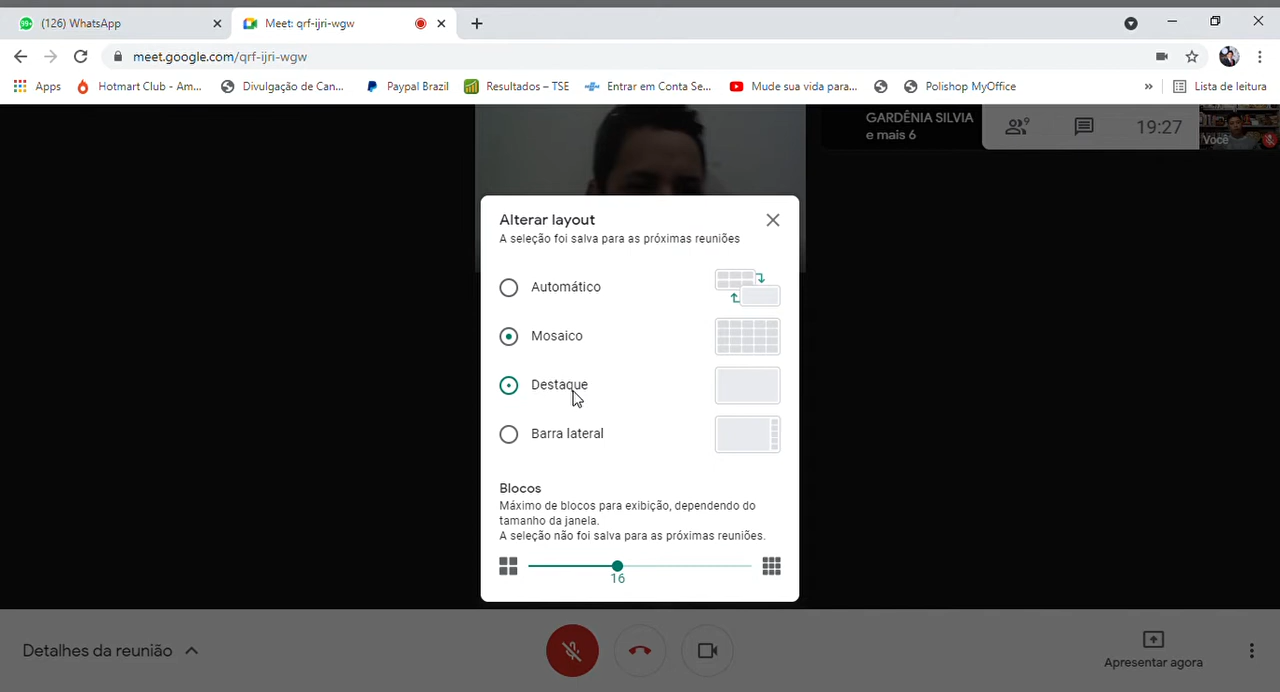 99+ (126) WhatsApp
Meet: qrf-ijri-wgw
meet.google.com/qrf-ijri-wgw
Apps
Hotmart Club - Am...
Divulgação de Can...
Paypal Brazil
Resultados – TSE
Entrar em Conta Se...
Mude sua vida para...
Polishop MyOffice
»
Lista de leitura
GARDÊNIA SILVIA
e mais 6
9
19:27
Você
Alterar layout
A seleção foi salva para as próximas reuniões
Automático
Mosaico
Destaque
Barra lateral
Blocos
Máximo de blocos para exibição, dependendo do
tamanho da janela.
A seleção não foi salva para as próximas reuniões.
16
Detalhes da reunião
Apresentar agora